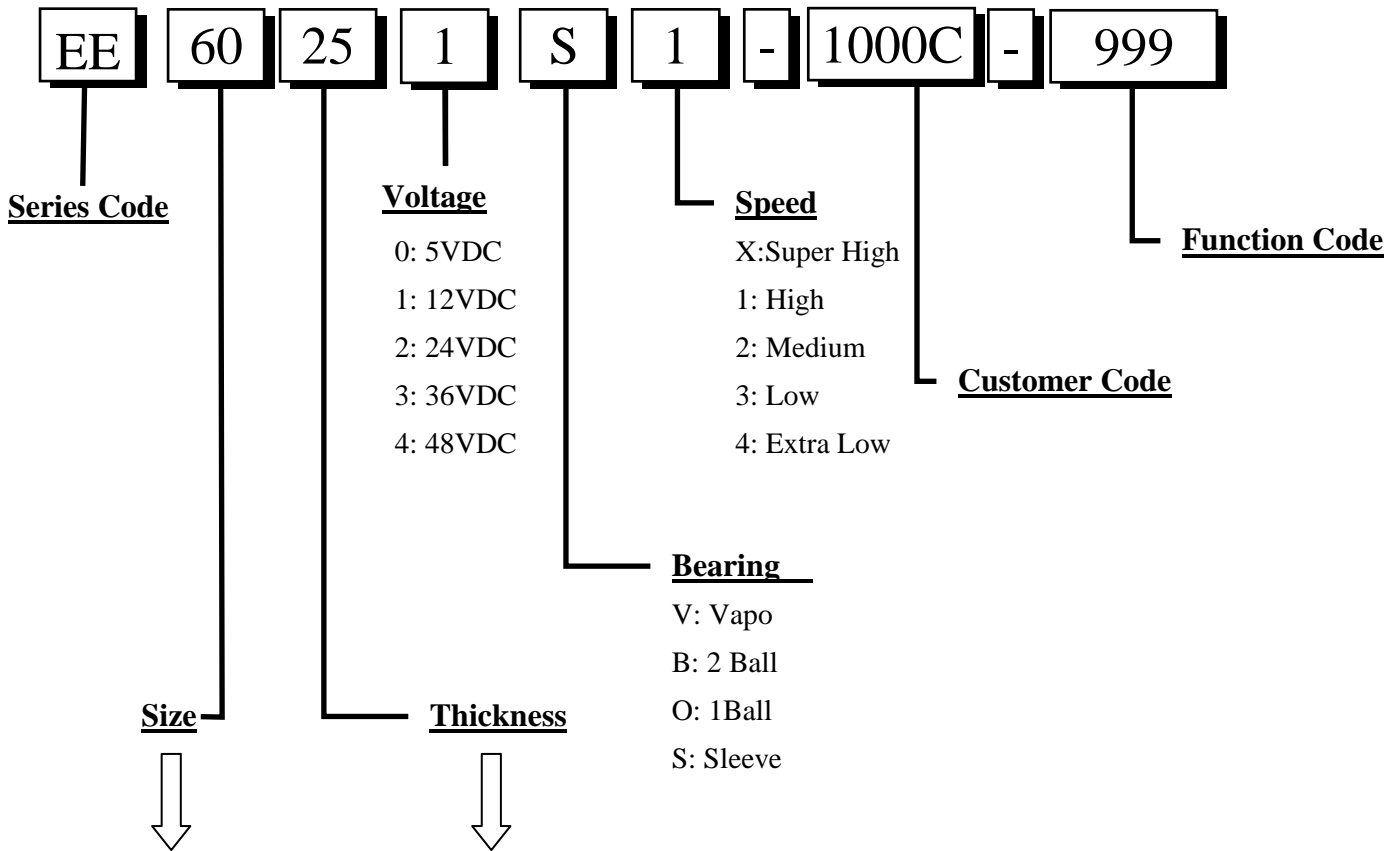 EE 60 25 1 S 1 - 1000C - 999
Series Code
Voltage
0: 5VDC
1: 12VDC
2: 24VDC
3: 36VDC
4: 48VDC
Speed
X:Super High
1: High
2: Medium
3: Low
4: Extra Low
Function Code
Customer Code
Bearing
V: Vapo
B: 2 Ball
O: 1Ball
S: Sleeve
Size
Thickness